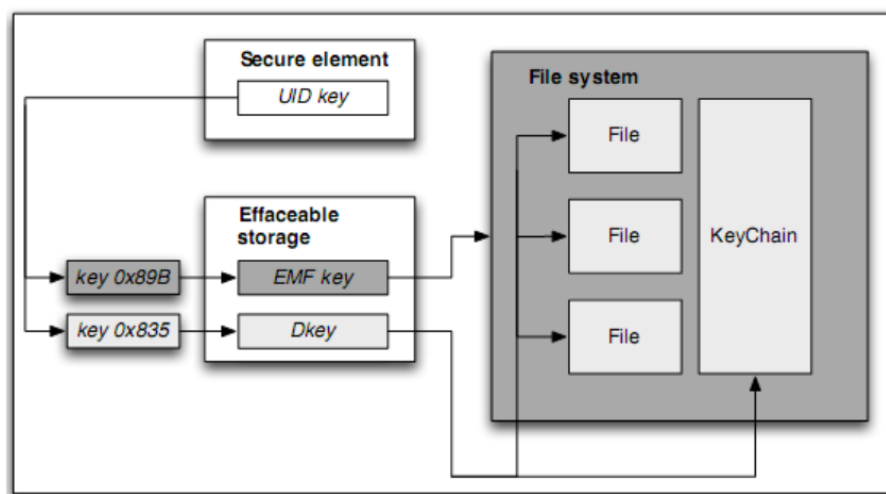 Secure element
UID key
File system
File
File
File
KeyChain
Effaceable
storage
key 0x89B
EMF key
key 0x835
Dkey